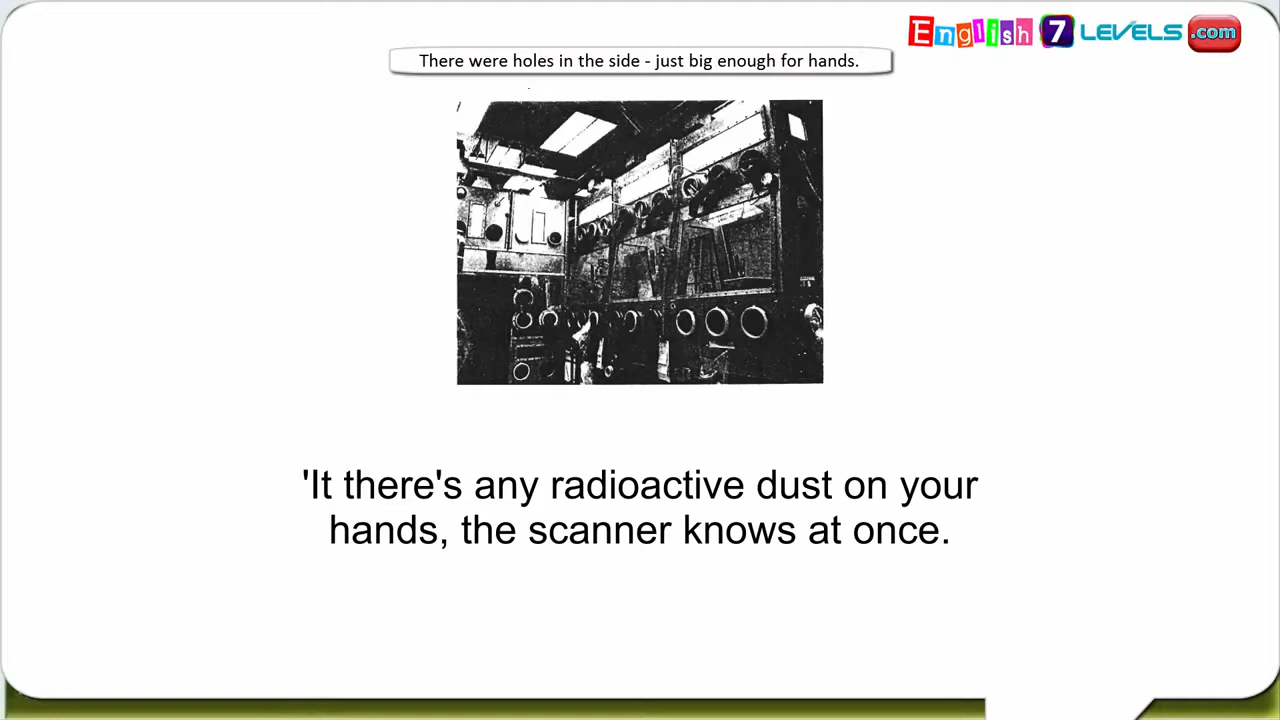 English 7 LEVELS .com
There were holes in the side - just big enough for hands.
'It there's any radioactive dust on your
hands, the scanner knows at once.